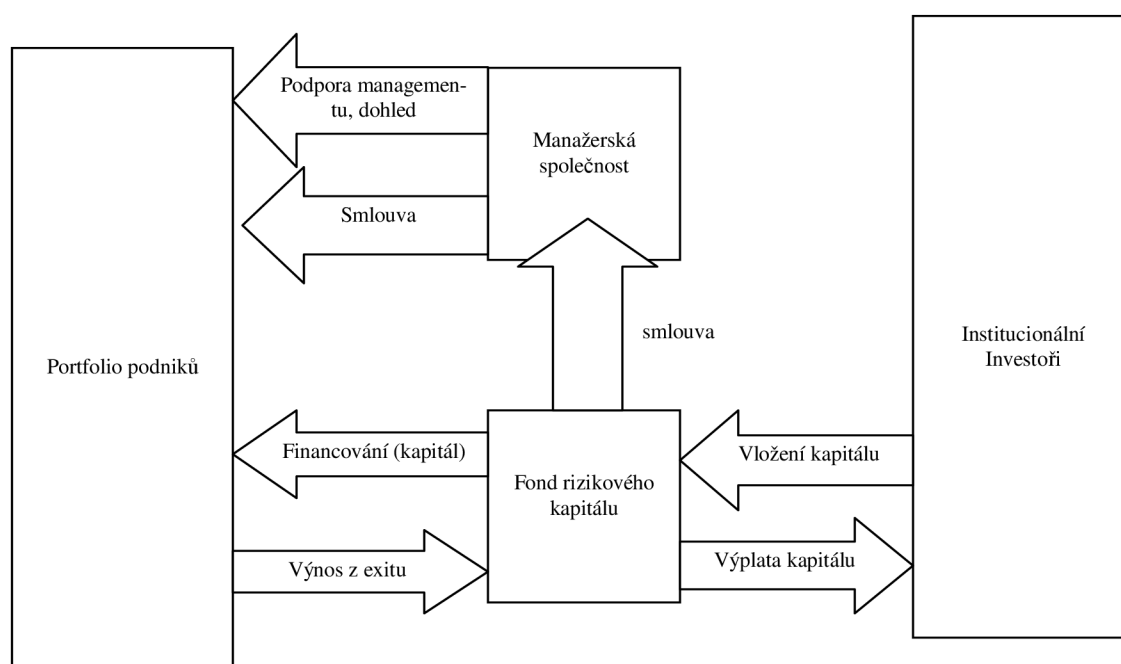 Podpora managemen-
tu, dohled
Manažerská
společnost
Smlouva
smlouva
Institucionální
Investoři
Portfolio podniků
Financování (kapitál)
Vložení kapitálu
Fond rizikového
kapitálu
Výnos z exitu
Výplata kapitálu